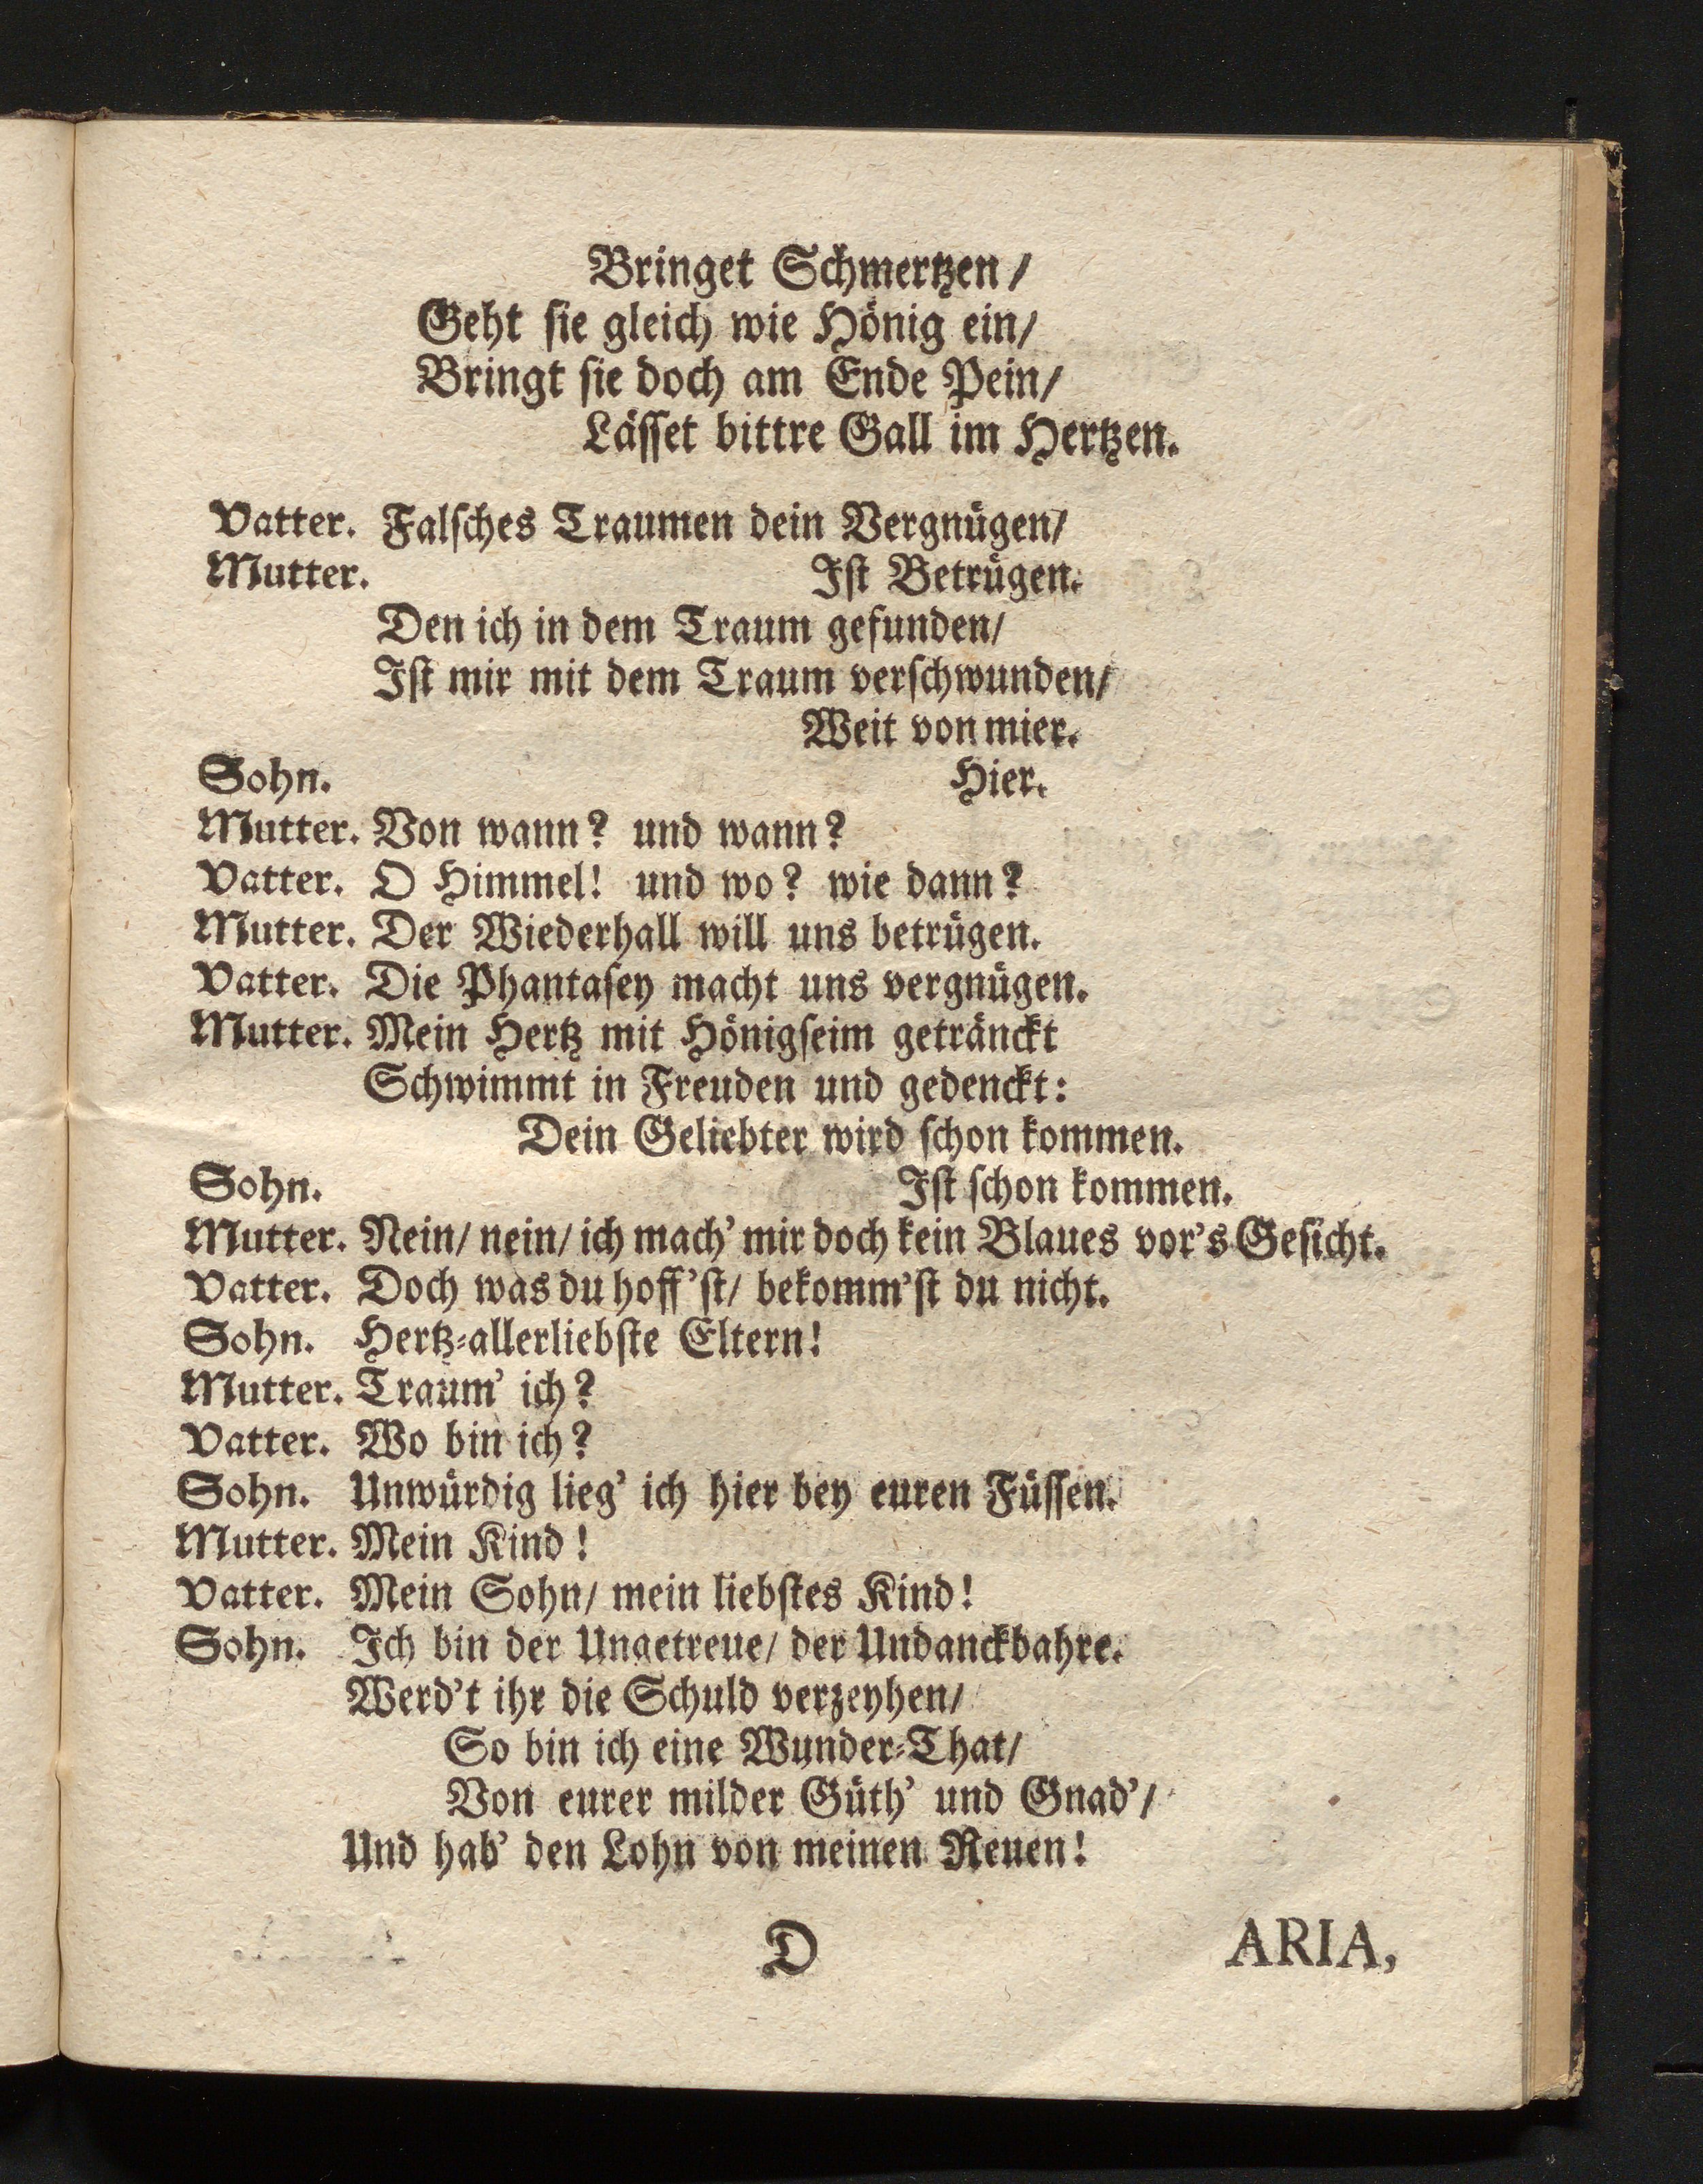 Bringet Schmertzen/
Geht sie gleich wie Hönig ein/
Bringt sie doch am Ende Pein/
Lässet bittre Gall im Hertzen.
Vatter. Falsches Traumen dein Vergnügen/
Mutter. Ist Betrügen.
Den ich in dem Traum gefunden/
Ist mir mit dem Traum verschwunden/
Weit von mier.
Sohn. Hier.
Mutter. Von wann? und wann?
Vatter. O Himmel! und wo? wie dann?
Mutter. Der Wiederhall will uns betrügen.
Vatter. Die Phantasey macht uns vergnügen.
Mutter. Mein Hertz mit Hönigseim getränckt
Schwimmt in Freuden und gedenckt:
Dein Geliebter wird schon kommen.
Sohn. Ist schon kommen.
Mutter. Nein/ nein/ ich mach' mir doch kein Blaues vor's Gesicht.
Vatter. Doch was du hoff'st/ bekomm'st du nicht.
Sohn. Hertz-allerliebste Eltern!
Mutter. Traum' ich?
Vatter. Wo bin ich?
Sohn. Unwürdig lieg' ich hier bey euren Füssen.
Mutter. Mein Kind!
Vatter. Mein Sohn/ mein liebstes Kind!
Sohn. Ich bin der Ungetreue/ der Undanckbahre.
Werd't ihr die Schuld verzeyhen/
So bin ich eine Wunder-That/
Von eurer milder Güth' und Gnad'/
Und hab' den Lohn von meinen Reuen!
D ARIA,